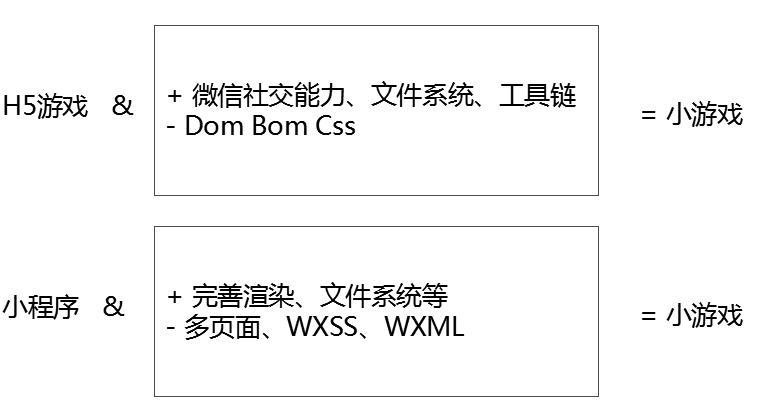 H5游戏 & + 微信社交能力、文件系统、工具链
- Dom Bom Css = 小游戏
小程序 & + 完善渲染、文件系统等
- 多页面、WXSS、WXML = 小游戏